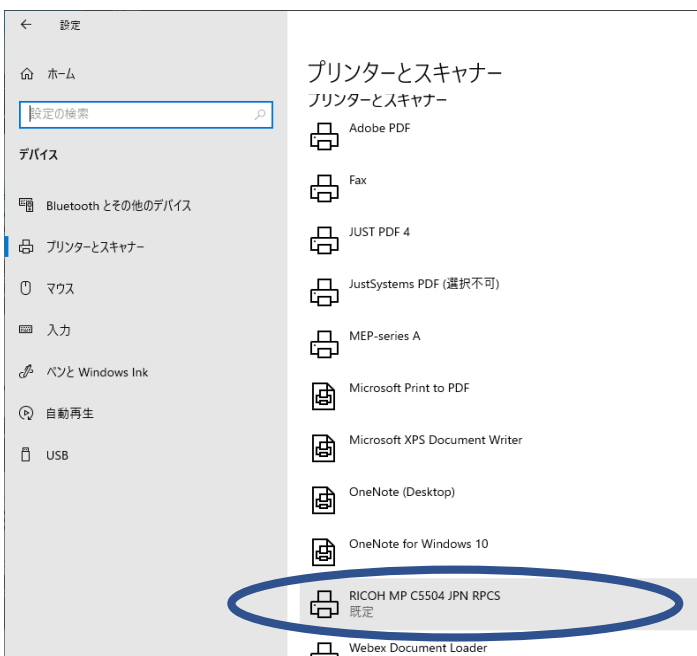 設定
ホーム
設定の検索
デバイス
Bluetooth とその他のデバイス
プリンターとスキャナー
マウス
入力
ペンと Windows Ink
自動再生
USB
プリンターとスキャナー
プリンターとスキャナー
Adobe PDF
Fax
JUST PDF 4
JustSystems PDF (選択不可)
MEP-series A
Microsoft Print to PDF
Microsoft XPS Document Writer
OneNote (Desktop)
OneNote for Windows 10
RICOH MP C5504 JPN RPCS
既定
Webex Document Loader